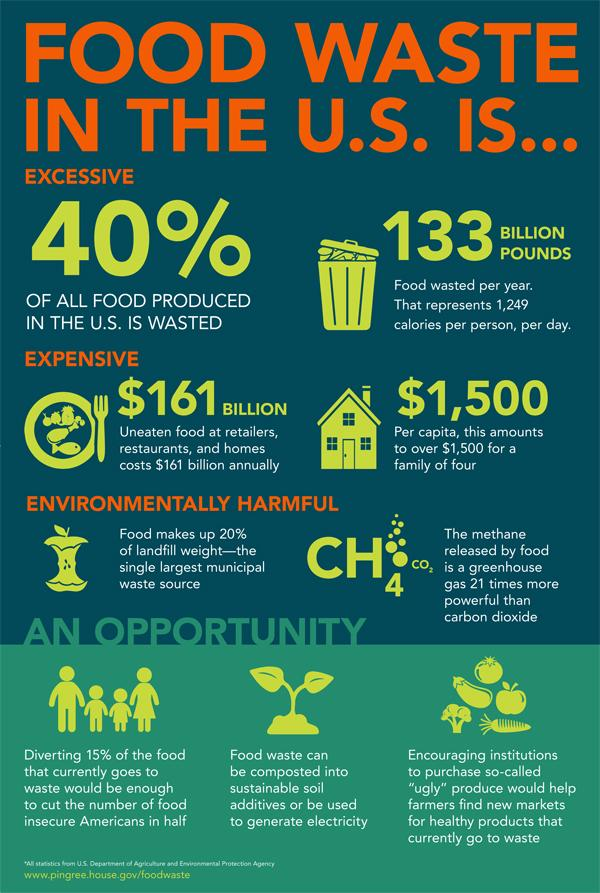 FOOD WASTE
IN THE U.S. IS...
EXCESSIVE
40%
OF ALL FOOD PRODUCED
IN THE U.S. IS WASTED
133 BILLION
POUNDS
Food wasted per year.
That represents 1,249
calories per person, per day.
EXPENSIVE
$161 BILLION
Uneaten food at retailers,
restaurants, and homes
costs $161 billion annually
$1,500
Per capita, this amounts
to over $1,500 for a
family of four
ENVIRONMENTALLY HARMFUL
Food makes up 20%
of landfill weight—the
single largest municipal
waste source
CH4 CO2
The methane
released by food
is a greenhouse
gas 21 times more
powerful than
carbon dioxide
AN OPPORTUNITY
Diverting 15% of the food
that currently goes to
waste would be enough
to cut the number of food
insecure Americans in half
Food waste can
be composted into
sustainable soil
additives or be used
to generate electricity
Encouraging institutions
to purchase so-called
“ugly” produce would help
farmers find new markets
for healthy products that
currently go to waste
*All statistics from U.S. Department of Agriculture and Environmental Protection Agency
www.pingree.house.gov/foodwaste